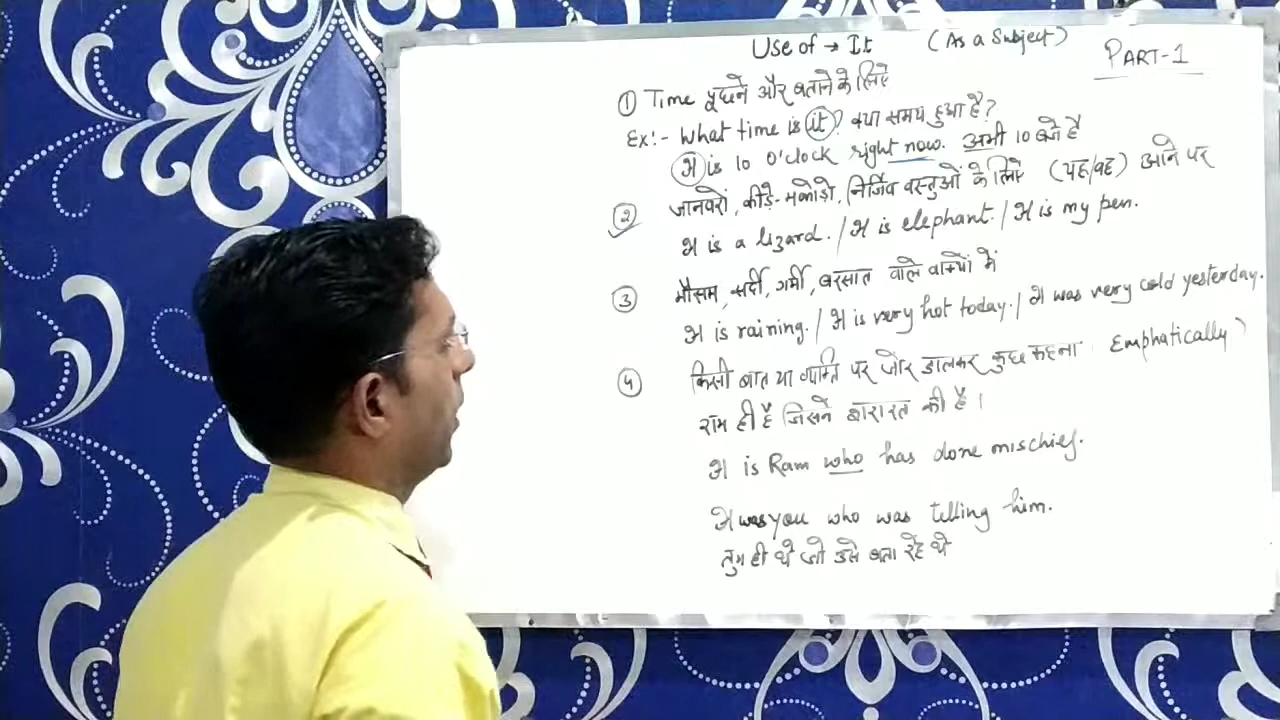 Use of → It (As a Subject) PART-1
① Time पूछने और बताने के लिए
Ex:- What time is it? क्या समय हुआ है?
It is 10 O'clock right now. अभी 10 बजे है
② जानवरों, कीड़े-मकोड़ो, निर्जिव वस्तुओं के लिए (यह/वह) आने पर
It is a lizard. / It is elephant. / It is my pen.
③ मौसम, सर्दी, गर्मी, बरसात वाले वाक्यों में
It is raining. / It is very hot today. / It was very cold yesterday.
④ किसी बात या व्यक्ति पर जोर डालकर कुछ कहना। Emphatically
राम ही है जिसने शरारत की है।
It is Ram who has done mischief.
It was you who was telling him.
तुम ही थे जो उसे बता रहे थे